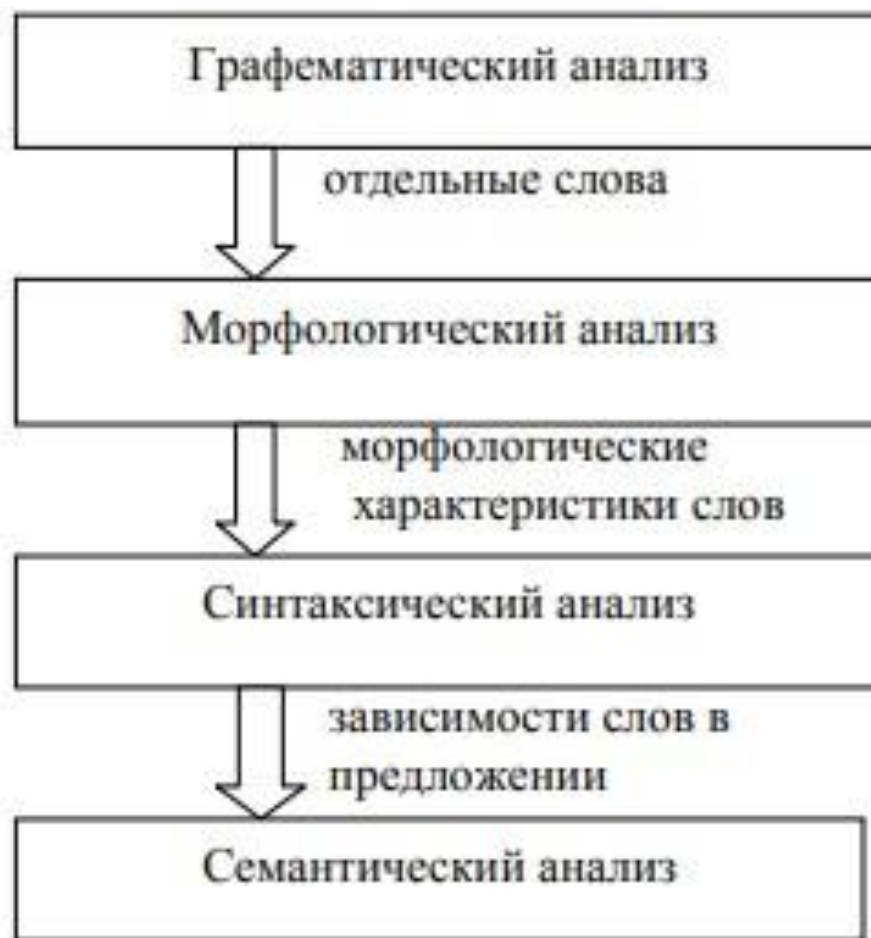 Графематический анализ
отдельные слова
Морфологический анализ
морфологические
характеристики слов
Синтаксический анализ
зависимости слов в
предложении
Семантический анализ